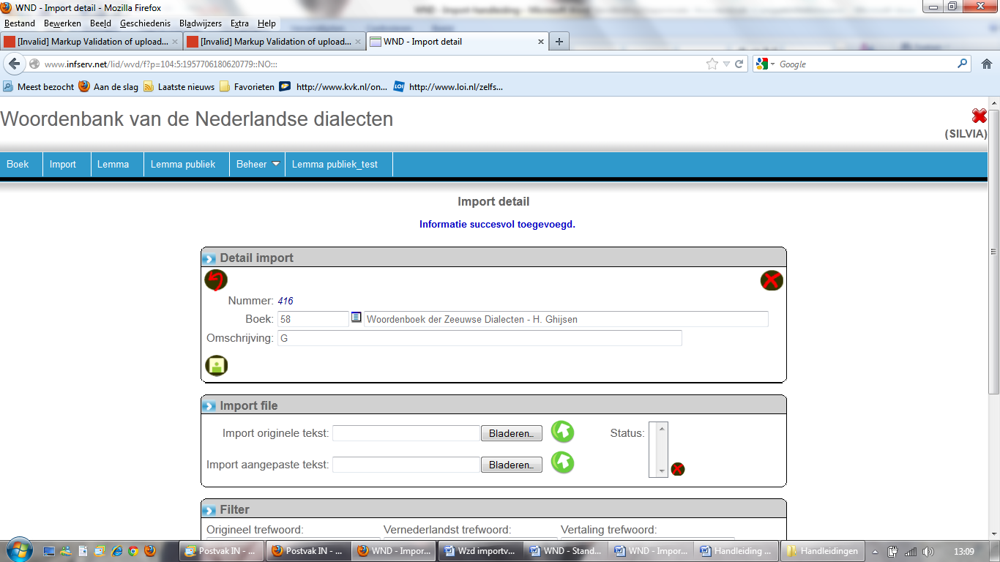 WND - Import detail - Mozilla Firefox
Bestand Bewerken Beeld Geschiedenis Bladwijzers Extra Help
[Invalid] Markup Validation of upload... [Invalid] Markup Validation of upload... WND - Import detail
www.infserv.net/lid/wvd/f?p=104:5:1957706180620779::NO::: Google
Meest bezocht Aan de slag Laatste nieuws Favorieten http://www.kvk.nl/on... LOI http://www.loi.nl/zelfs...
Woordenbank van de Nederlandse dialecten
(SILVIA)
Boek Import Lemma Lemma publiek Beheer Lemma publiek_test
Import detail
Informatie succesvol toegevoegd.
Detail import
Nummer: 416
Boek: 58 Woordenboek der Zeeuwse Dialecten - H. Ghijsen
Omschrijving: G
Import file
Import originele tekst: Bladeren... Status:
Import aangepaste tekst: Bladeren...
Filter
Origineel trefwoord: Vernederlandst trefwoord: Vertaling trefwoord:
Postvak IN - ... Postvak IN - ... WND - Impor... Wzd importv... WND - Stand... WND - Impor... Handleiding ... Handleidingen 13:09